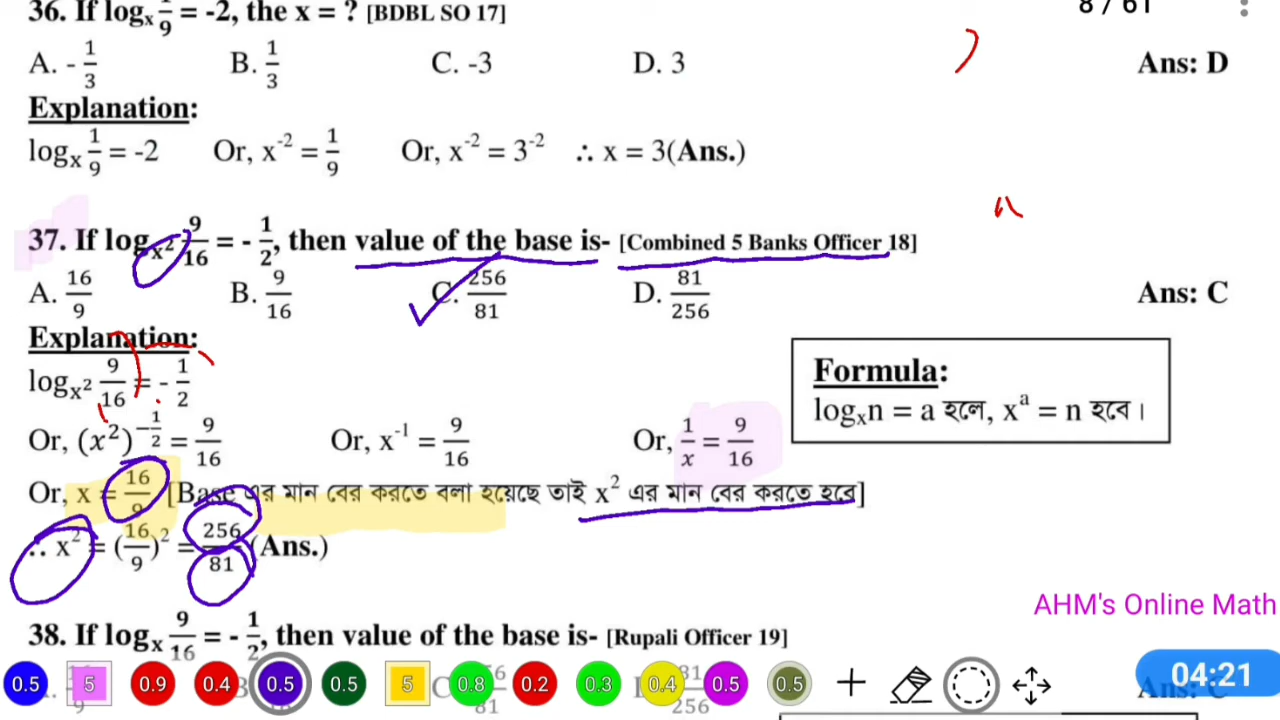 36. If logₓ 1/9 = -2, the x = ? [BDBL SO 17]
8 / 61
A. - 1/3 B. 1/3 C. -3 D. 3 Ans: D
Explanation:
logₓ 1/9 = -2 Or, x⁻² = 1/9 Or, x⁻² = 3⁻² ∴ x = 3(Ans.)
37. If log_x² 9/16 = - 1/2, then value of the base is- [Combined 5 Banks Officer 18]
A. 16/9 B. 9/16 C. 256/81 D. 81/256 Ans: C
Explanation:
log_x² 9/16 = - 1/2
Formula:
logₓn = a হলে, xᵃ = n হবে।
Or, (x²)^(-1/2) = 9/16 Or, x⁻¹ = 9/16 Or, 1/x = 9/16
Or, x = 16/9 [Base এর মান বের করতে বলা হয়েছে তাই x² এর মান বের করতে হবে]
∴ x² = (16/9)² = 256/81 (Ans.)
AHM's Online Math
38. If logₓ 9/16 = - 1/2, then value of the base is- [Rupali Officer 19]
0.5 5 0.9 0.4 0.5 0.5 5 0.8 0.2 0.3 0.4 0.5 0.5 04:21